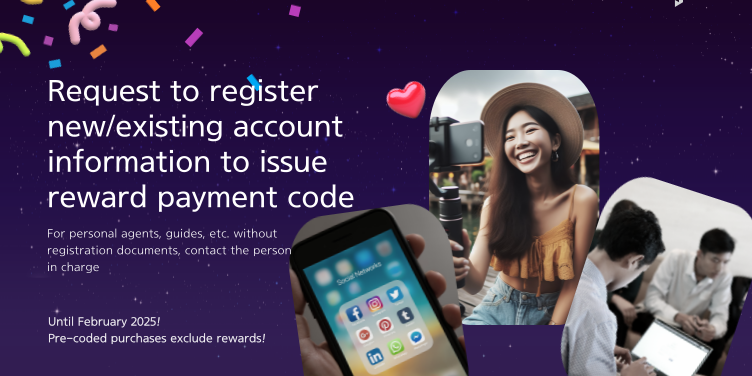 Request to register
new/existing account
information to issue
reward payment code
For personal agents, guides, etc. without
registration documents, contact the person
in charge
Until February 2025!
Pre-coded purchases exclude rewards!
Social Networks